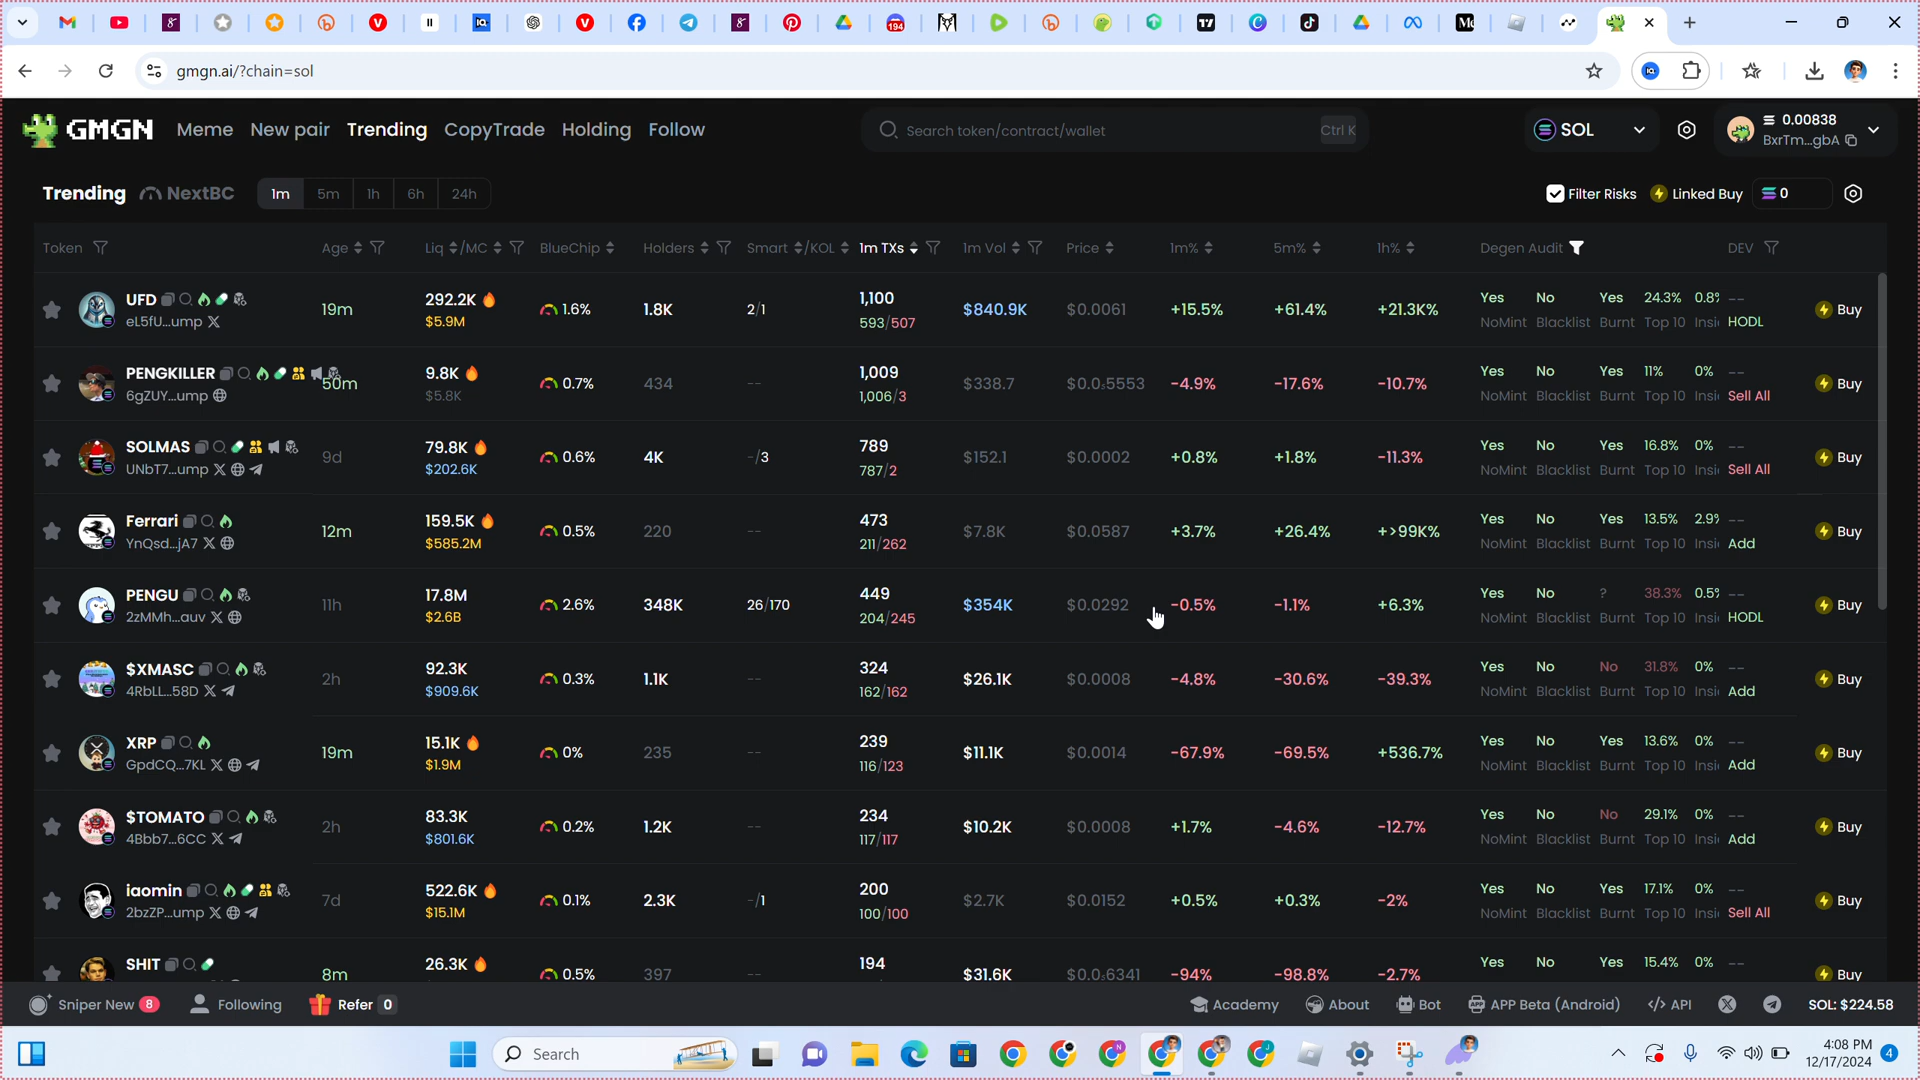 gmgn.ai/?chain=sol
GMGN Meme New pair Trending CopyTrade Holding Follow Search token/contract/wallet Ctrl K SOL 0.00838
BxrTm...gbA
Trending NextBC 1m 5m 1h 6h 24h Filter Risks Linked Buy 0
Token Age Liq /MC BlueChip Holders Smart /KOL 1m TXs 1m Vol Price 1m% 5m% 1h% Degen Audit DEV
UFD 19m 292.2K 1.6% 1.8K 2/1 1,100 $840.9K $0.0061 +15.5% +61.4% +21.3K% Yes No Yes 24.3% 0.8% -- Buy
eL5fU...ump $5.9M 593/507 NoMint Blacklist Burnt Top 10 Insi HODL
PENGKILLER 50m 9.8K 0.7% 434 -- 1,009 $338.7 $0.0₅5553 -4.9% -17.6% -10.7% Yes No Yes 11% 0% -- Buy
6gZUY...ump $5.8K 1,006/3 NoMint Blacklist Burnt Top 10 Insi Sell All
SOLMAS 9d 79.8K 0.6% 4K -/3 789 $152.1 $0.0002 +0.8% +1.8% -11.3% Yes No Yes 16.8% 0% -- Buy
UNbT7...ump $202.6K 787/2 NoMint Blacklist Burnt Top 10 Insi Sell All
Ferrari 12m 159.5K 0.5% 220 -- 473 $7.8K $0.0587 +3.7% +26.4% +>99K% Yes No Yes 13.5% 2.9% -- Buy
YnQsd...jA7 $585.2M 211/262 NoMint Blacklist Burnt Top 10 Insi Add
PENGU 11h 17.8M 2.6% 348K 26/170 449 $354K $0.0292 -0.5% -1.1% +6.3% Yes No ? 38.3% 0.5% -- Buy
2zMMh...auv $2.6B 204/245 NoMint Blacklist Burnt Top 10 Insi HODL
$XMASC 2h 92.3K 0.3% 1.1K -- 324 $26.1K $0.0008 -4.8% -30.6% -39.3% Yes No No 31.8% 0% -- Buy
4RbLL...58D $909.6K 162/162 NoMint Blacklist Burnt Top 10 Insi Add
XRP 19m 15.1K 0% 235 -- 239 $11.1K $0.0014 -67.9% -69.5% +536.7% Yes No Yes 13.6% 0% -- Buy
GpdCQ...7KL $1.9M 116/123 NoMint Blacklist Burnt Top 10 Insi Add
$TOMATO 2h 83.3K 0.2% 1.2K -- 234 $10.2K $0.0008 +1.7% -4.6% -12.7% Yes No No 29.1% 0% -- Buy
4Bbb7...6CC $801.6K 117/117 NoMint Blacklist Burnt Top 10 Insi Add
iaomin 7d 522.6K 0.1% 2.3K -/1 200 $2.7K $0.0152 +0.5% +0.3% -2% Yes No Yes 17.1% 0% -- Buy
2bzZP...ump $15.1M 100/100 NoMint Blacklist Burnt Top 10 Insi Sell All
SHIT 8m 26.3K 0.5% 397 -- 194 $31.6K $0.0₅6341 -94% -98.8% -2.7% Yes No Yes 15.4% 0% -- Buy
Sniper New 8 Following Refer 0 Academy About Bot APP Beta (Android) API SOL: $224.58
Search 4:08 PM
12/17/2024 4